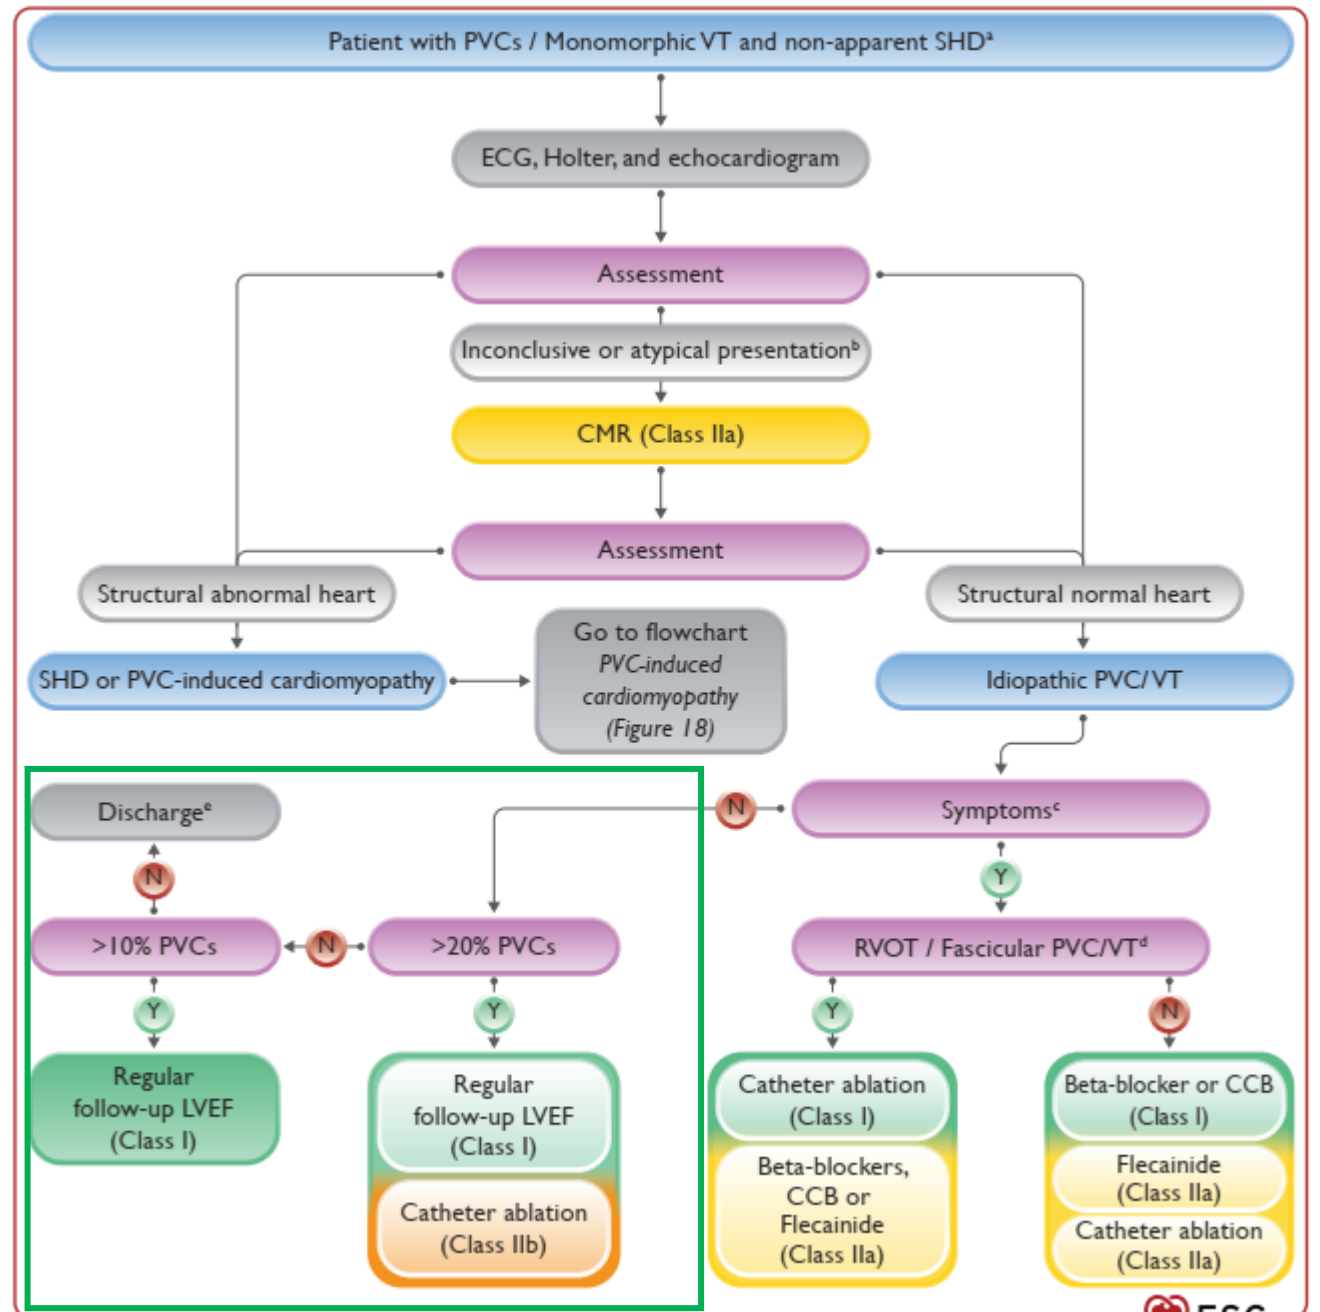 Patient with PVCs / Monomorphic VT and non-apparent SHDᵃ
ECG, Holter, and echocardiogram
Assessment
Inconclusive or atypical presentationᵇ
CMR (Class IIa)
Assessment
Structural abnormal heart
Structural normal heart
SHD or PVC-induced cardiomyopathy
Go to flowchart
PVC-induced
cardiomyopathy
(Figure 18)
Idiopathic PVC/VT
Symptomsᶜ
N
Y
Dischargeᵉ
N
>10% PVCs
N
>20% PVCs
RVOT / Fascicular PVC/VTᵈ
Y
Y
Y
N
Regular
follow-up LVEF
(Class I)
Regular
follow-up LVEF
(Class I)
Catheter ablation
(Class IIb)
Catheter ablation
(Class I)
Beta-blockers,
CCB or
Flecainide
(Class IIa)
Beta-blocker or CCB
(Class I)
Flecainide
(Class IIa)
Catheter ablation
(Class IIa)